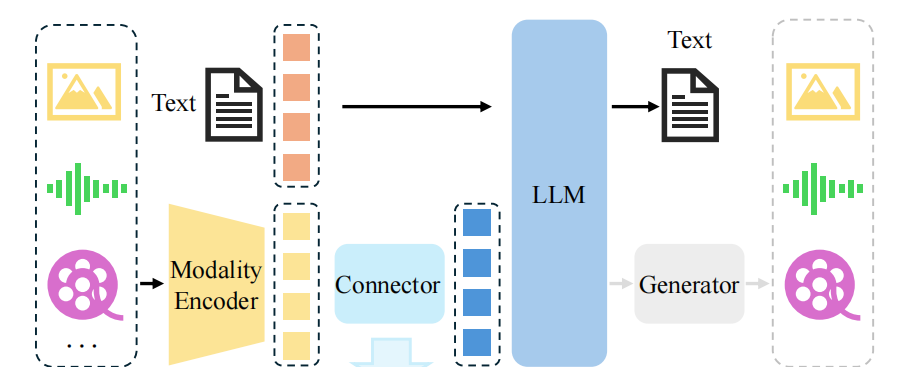 Text
Text
LLM
Modality
Encoder
Connector
Generator
...